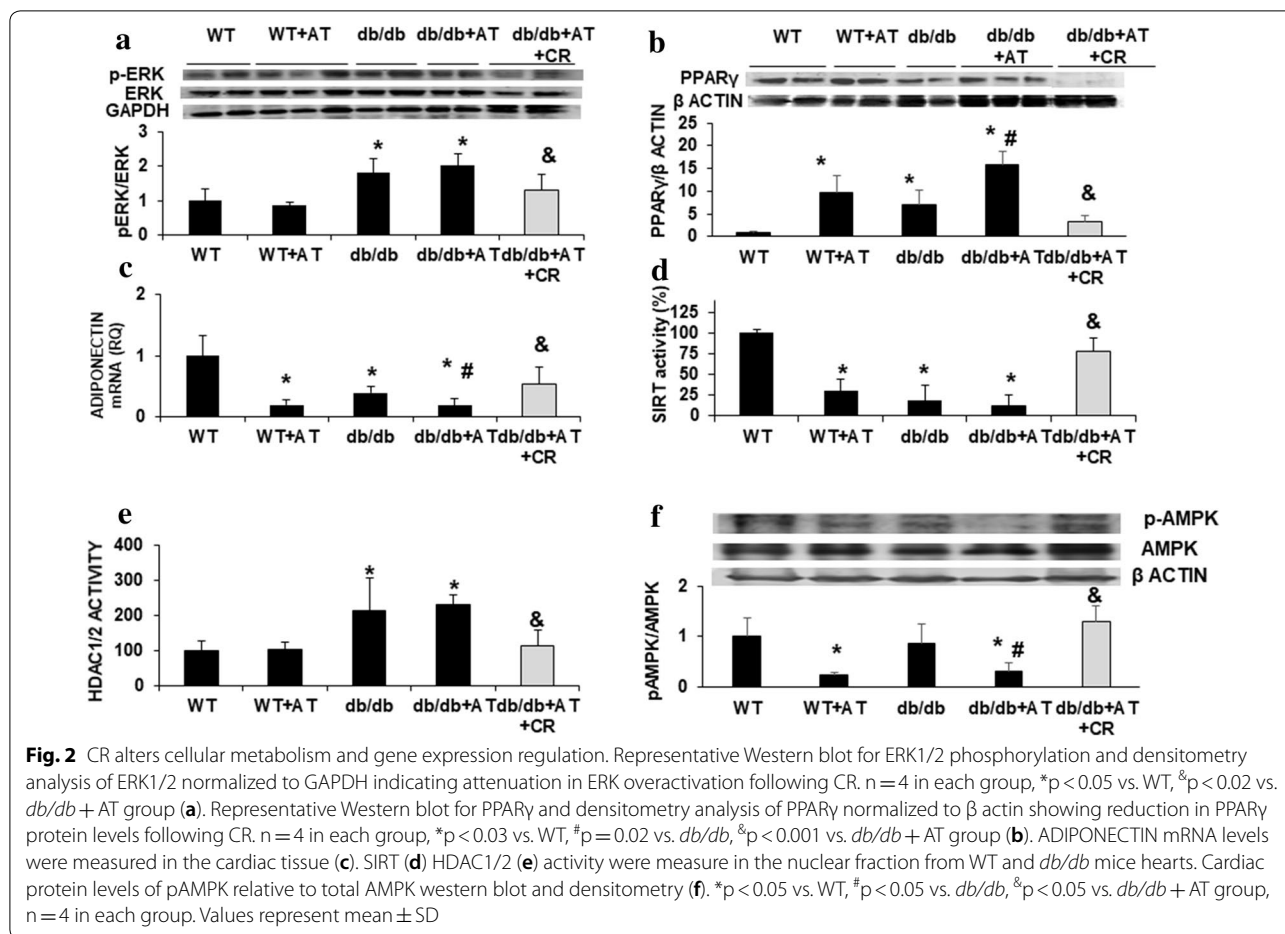 a
WT WT+AT db/db db/db+AT db/db+AT
+CR
p-ERK
ERK
GAPDH
pERK/ERK
3
2
1
0
* * &
WT WT+AT db/db db/db+A Tdb/db+AT
+CR
b
WT WT+AT db/db db/db db/db+AT
+AT +CR
PPARγ
β ACTIN
PPARγ/β ACTIN
25
20
15
10
5
0
* * * # &
WT WT+AT db/db db/db+A Tdb/db+AT
+CR
c
ADIPONECTIN
mRNA (RQ)
2
1
0
* * * # &
WT WT+AT db/db db/db+A Tdb/db+AT
+CR
d
SIRT activity (%)
125
100
75
50
25
0
* * * &
WT WT+AT db/db db/db+A Tdb/db+AT
+CR
e
HDAC1/2 ACTIVITY
400
300
200
100
0
* * &
WT WT+AT db/db db/db+A Tdb/db+AT
+CR
f
p-AMPK
AMPK
β ACTIN
pAMPK/AMPK
2
1
0
* * # &
WT WT+AT db/db db/db+A T db/db+AT
+CR
Fig. 2 CR alters cellular metabolism and gene expression regulation. Representative Western blot for ERK1/2 phosphorylation and densitometry
analysis of ERK1/2 normalized to GAPDH indicating attenuation in ERK overactivation following CR. n = 4 in each group, *p < 0.05 vs. WT, &p < 0.02 vs.
db/db + AT group (a). Representative Western blot for PPARγ and densitometry analysis of PPARγ normalized to β actin showing reduction in PPARγ
protein levels following CR. n = 4 in each group, *p < 0.03 vs. WT, #p = 0.02 vs. db/db, &p < 0.001 vs. db/db + AT group (b). ADIPONECTIN mRNA levels
were measured in the cardiac tissue (c). SIRT (d) HDAC1/2 (e) activity were measure in the nuclear fraction from WT and db/db mice hearts. Cardiac
protein levels of pAMPK relative to total AMPK western blot and densitometry (f). *p < 0.05 vs. WT, #p < 0.05 vs. db/db, &p < 0.05 vs. db/db + AT group,
n = 4 in each group. Values represent mean ± SD